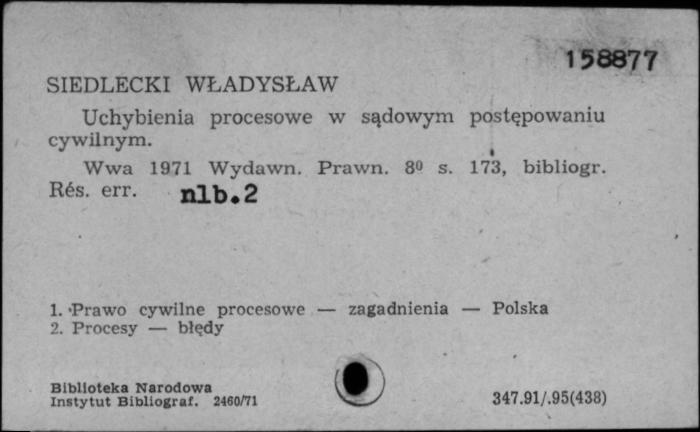 158877
SIEDLECKI WŁADYSŁAW
Uchybienia procesowe w sądowym postępowaniu
cywilnym.
Wwa 1971 Wydawn. Prawn. 8⁰ s. 173, bibliogr.
Rés. err. nlb.2
1. Prawo cywilne procesowe — zagadnienia — Polska
2. Procesy — błędy
Biblioteka Narodowa
Instytut Bibliograf. 2460/71
347.91/.95(438)